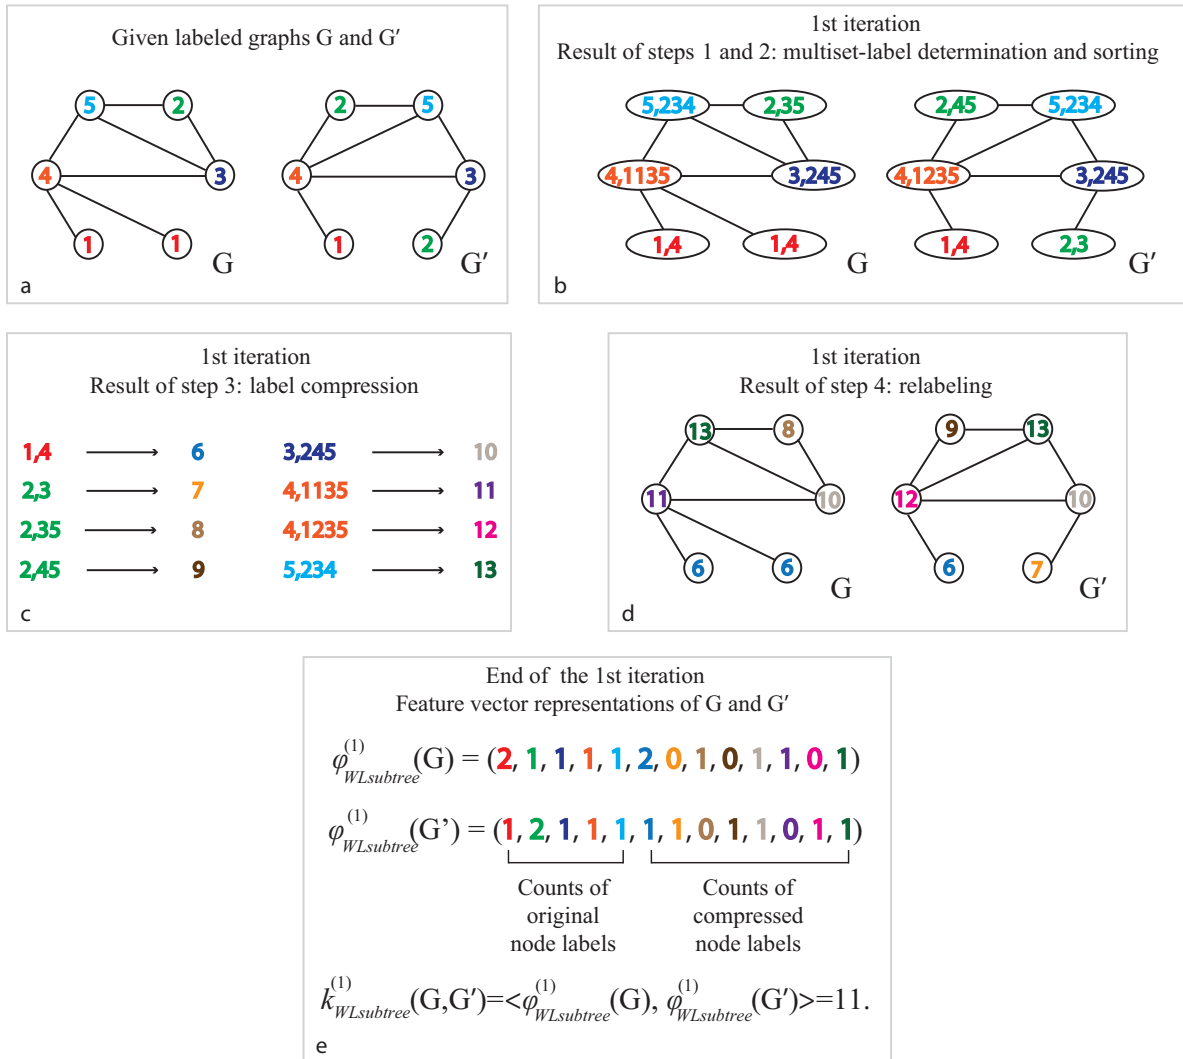 Given labeled graphs G and G′
5 2
4 3
1 1
G
2 5
4 3
1 2
G′
a
1st iteration
Result of steps 1 and 2: multiset-label determination and sorting
5,234 2,35
4,1135 3,245
1,4 1,4
G
2,45 5,234
4,1235 3,245
1,4 2,3
G′
b
1st iteration
Result of step 3: label compression
1,4 → 6
2,3 → 7
2,35 → 8
2,45 → 9
3,245 → 10
4,1135 → 11
4,1235 → 12
5,234 → 13
c
1st iteration
Result of step 4: relabeling
13 8
11 10
6 6
G
9 13
12 10
6 7
G′
d
End of the 1st iteration
Feature vector representations of G and G′
φ^(1)_WLsubtree(G) = (2, 1, 1, 1, 1, 2, 0, 1, 0, 1, 1, 0, 1)
φ^(1)_WLsubtree(G’) = (1, 2, 1, 1, 1, 1, 1, 0, 1, 1, 0, 1, 1)
Counts of
original
node labels
Counts of
compressed
node labels
k^(1)_WLsubtree(G,G′)=<φ^(1)_WLsubtree(G), φ^(1)_WLsubtree(G′)>=11.
e